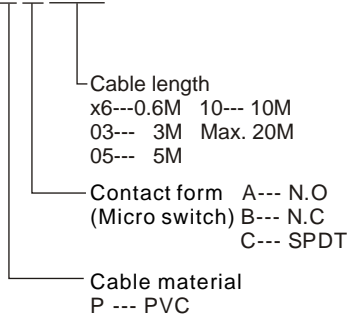 Cable length
x6---0.6M 10--- 10M
03--- 3M Max. 20M
05--- 5M
Contact form A--- N.O
(Micro switch) B--- N.C
C--- SPDT
Cable material
P --- PVC